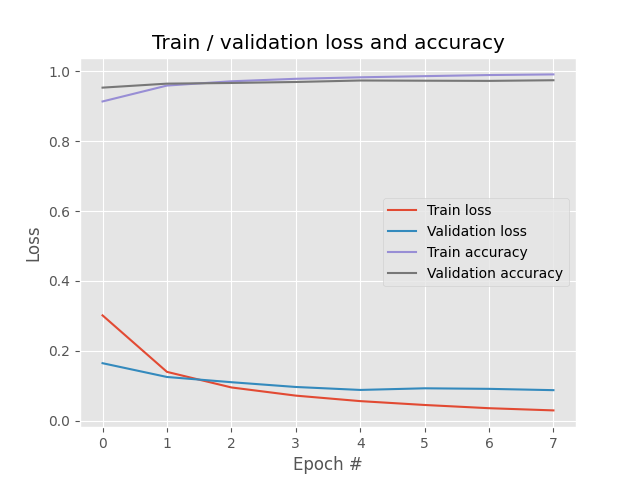 Train / validation loss and accuracy
1.0
0.8
0.6
0.4
0.2
0.0
Loss
Train loss
Validation loss
Train accuracy
Validation accuracy
0 1 2 3 4 5 6 7
Epoch #